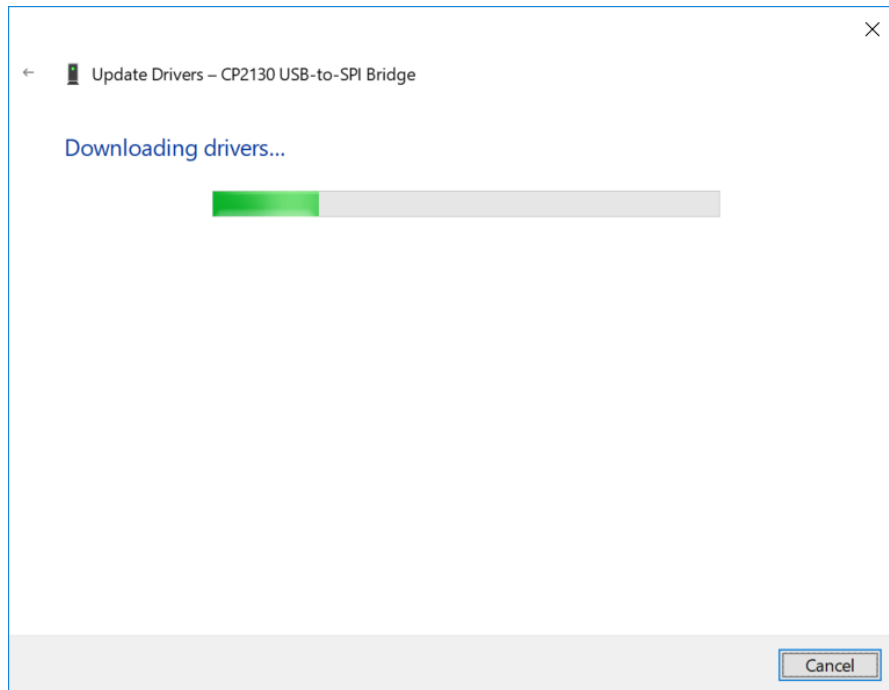 Update Drivers – CP2130 USB-to-SPI Bridge
Downloading drivers...
Cancel